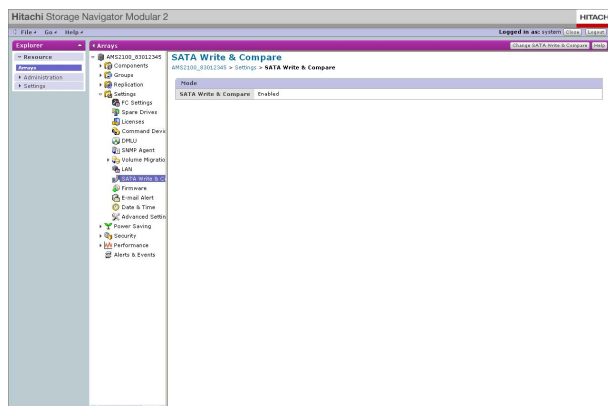 Hitachi Storage Navigator Modular 2
HITACHI
File Go Help
Logged in as: system Close Logout
Explorer
Arrays
Change SATA Write & Compare Help
Resource
Arrays
Administration
Settings
AMS2100_83012345
Components
Groups
Replication
Settings
FC Settings
Spare Drives
Licenses
Command Devi
DMLU
SNMP Agent
Volume Migratio
LAN
SATA Write & C
Firmware
E-mail Alert
Date & Time
Advanced Settin
Power Saving
Security
Performance
Alerts & Events
SATA Write & Compare
AMS2100_83012345 > Settings > SATA Write & Compare
Mode
SATA Write & Compare Enabled